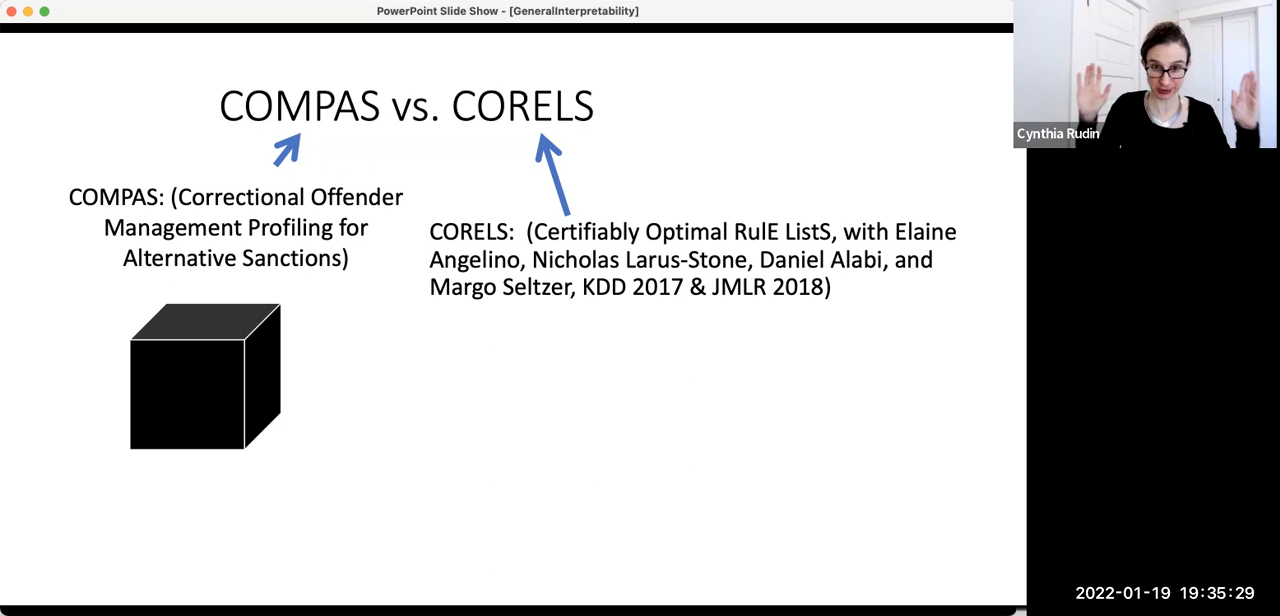 PowerPoint Slide Show - [GeneralInterpretability]
COMPAS vs. CORELS
COMPAS: (Correctional Offender
Management Profiling for
Alternative Sanctions)
CORELS:  (Certifiably Optimal RulE ListS, with Elaine
Angelino, Nicholas Larus-Stone, Daniel Alabi, and
Margo Seltzer, KDD 2017 & JMLR 2018)
Cynthia Rudin
2022-01-19 19:35:29